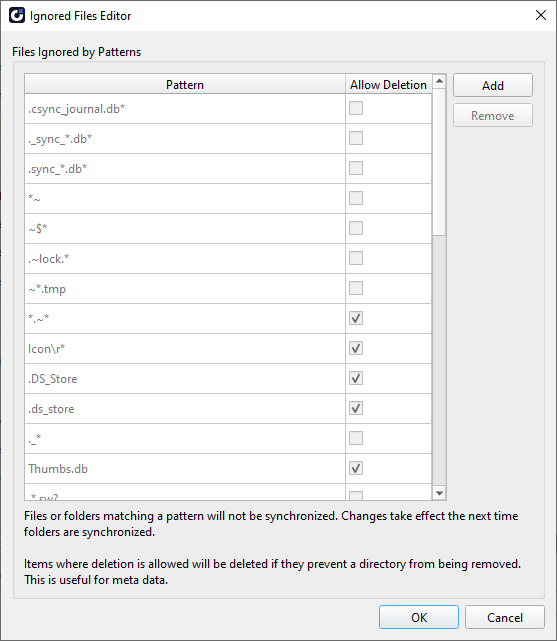 Ignored Files Editor
Files Ignored by Patterns
Pattern Allow Deletion
Add
Remove
.csync_journal.db*
._sync_*.db*
.sync_*.db*
*~
~$*
.~lock.*
~*.tmp
*.~*
Icon\r*
.DS_Store
.ds_store
._*
Thumbs.db
.*.sw?
Files or folders matching a pattern will not be synchronized. Changes take effect the next time
folders are synchronized.
Items where deletion is allowed will be deleted if they prevent a directory from being removed.
This is useful for meta data.
OK Cancel